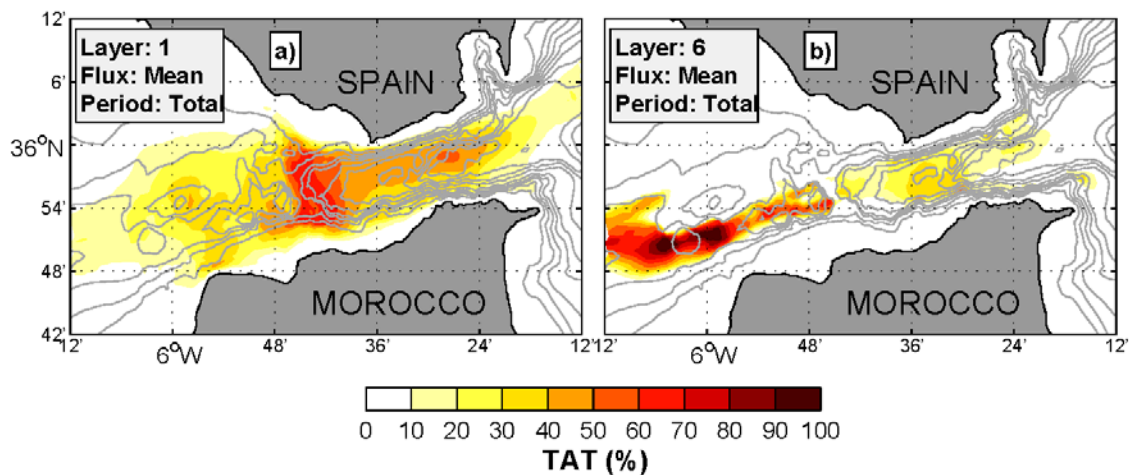 12'
6'
36°N
54'
48'
42'
Layer: 1
Flux: Mean
Period: Total
a)
SPAIN
MOROCCO
12'
6°W
48'
36'
24'
12'
Layer: 6
Flux: Mean
Period: Total
b)
SPAIN
MOROCCO
12'
6°W
48'
36'
24'
12'
0 10 20 30 40 50 60 70 80 90 100
TAT (%)